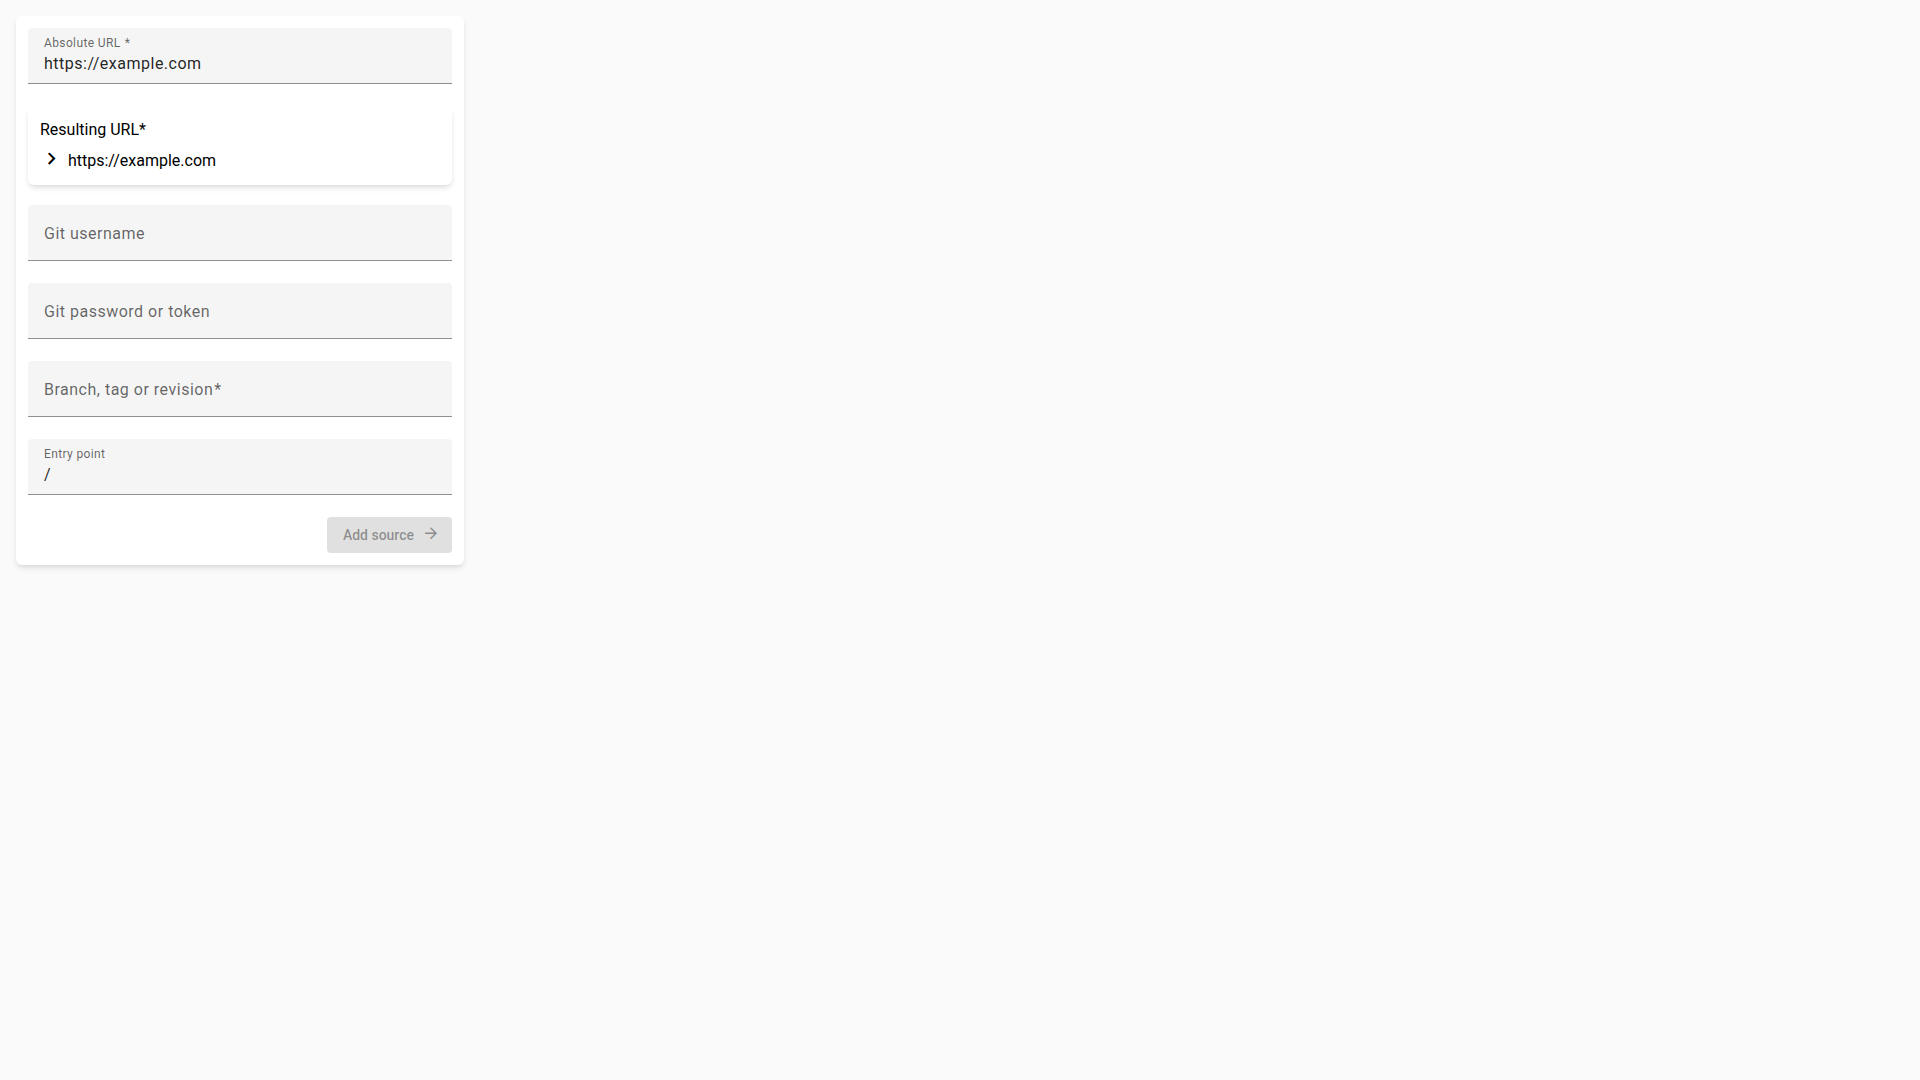 Absolute URL *
https://example.com
Resulting URL*
https://example.com
Git username
Git password or token
Branch, tag or revision*
Entry point
/
Add source